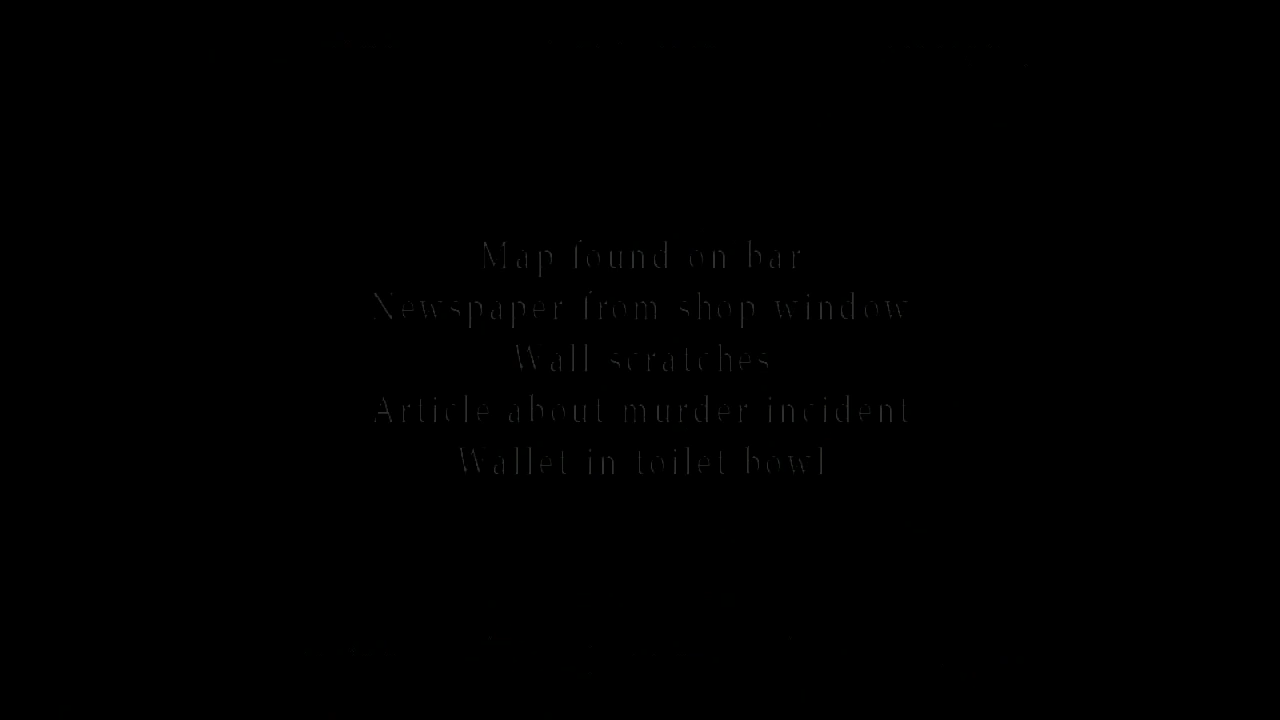 Map found on bar
Newspaper from shop window
Wall scratches
Article about murder incident
Wallet in toilet bowl